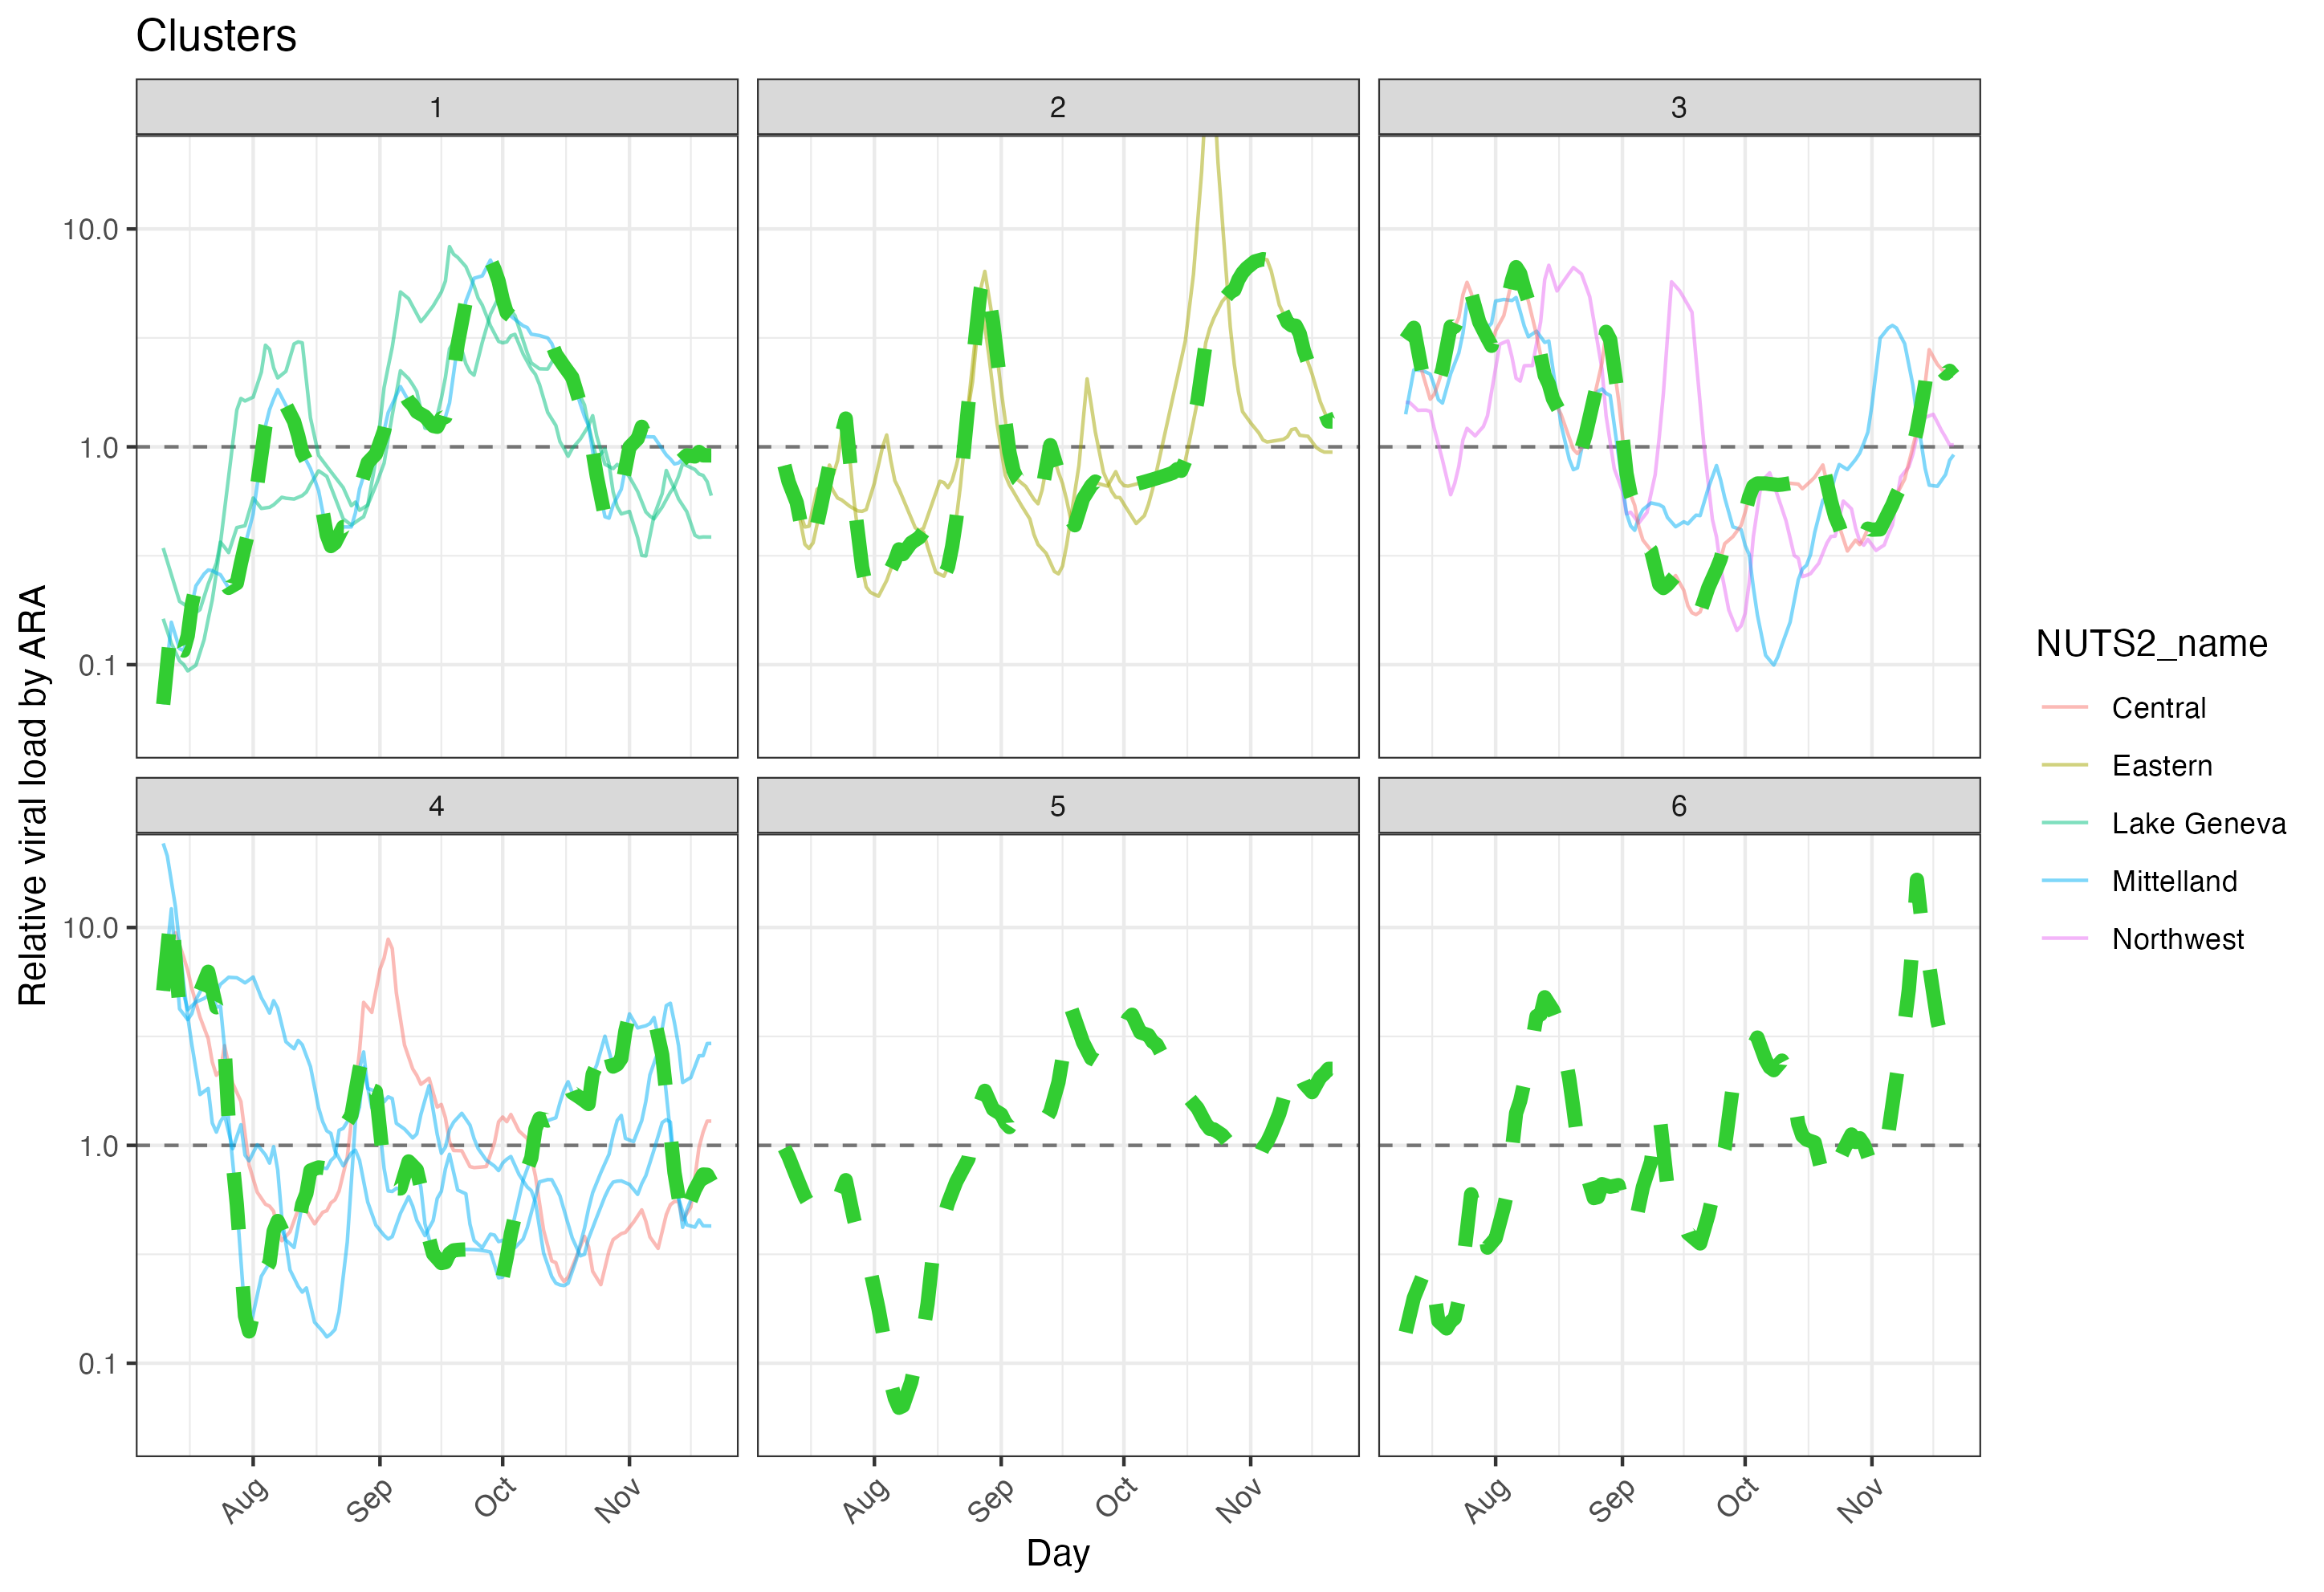 Clusters
1
2
3
10.0
1.0
0.1
4
5
6
10.0
1.0
0.1
Relative viral load by ARA
Aug
Sep
Oct
Nov
Aug
Sep
Oct
Nov
Aug
Sep
Oct
Nov
Day
NUTS2_name
Central
Eastern
Lake Geneva
Mittelland
Northwest